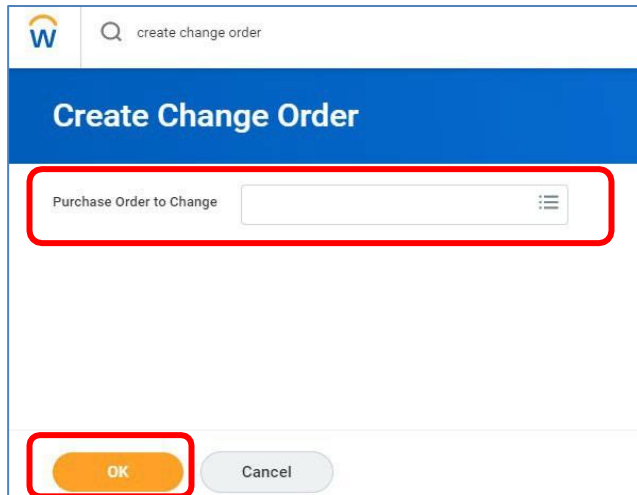 W
create change order
Create Change Order
Purchase Order to Change
OK
Cancel